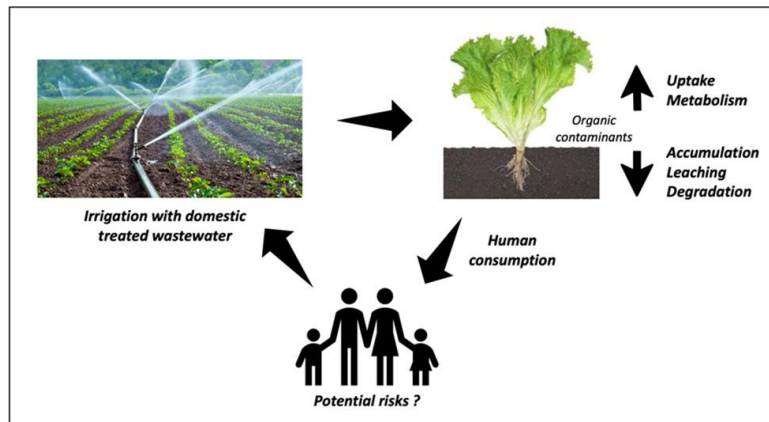 Uptake
Metabolism
Organic
contaminants
Accumulation
Leaching
Degradation
Irrigation with domestic
treated wastewater
Human
consumption
Potential risks ?